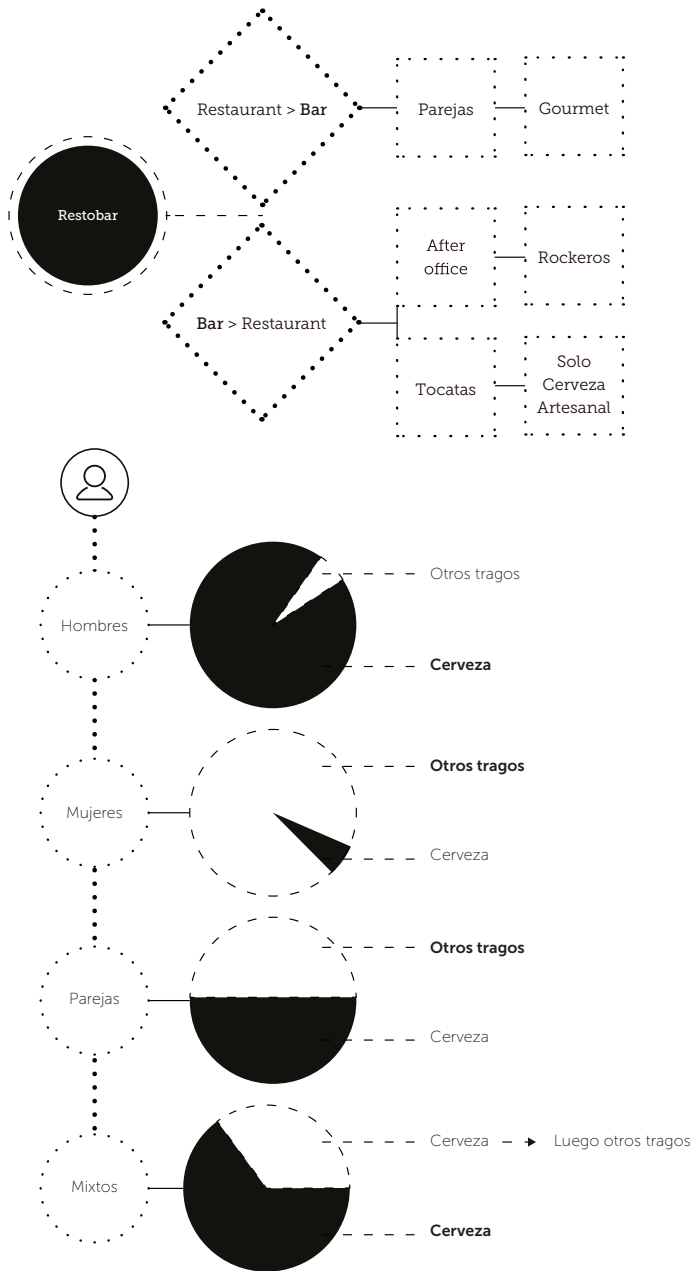 Restobar
Restaurant > Bar
Parejas
Gourmet
Bar > Restaurant
After
office
Rockeros
Tocatas
Solo
Cerveza
Artesanal
Hombres
Otros tragos
Cerveza
Mujeres
Otros tragos
Cerveza
Parejas
Otros tragos
Cerveza
Mixtos
Cerveza
Luego otros tragos
Cerveza